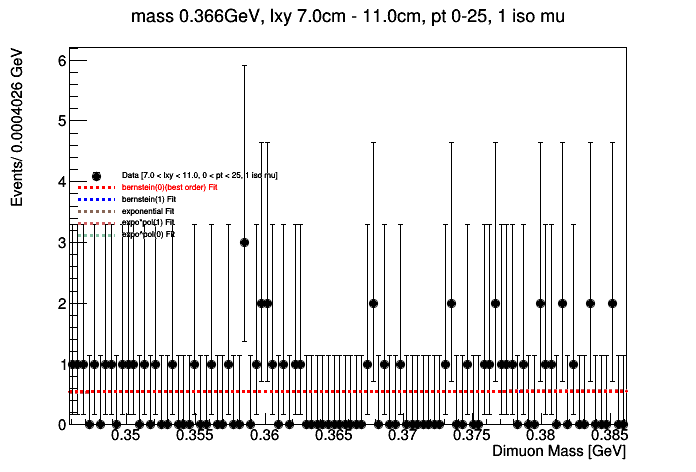 mass 0.366GeV, lxy 7.0cm - 11.0cm, pt 0-25, 1 iso mu
Events/ 0.0004026 GeV
6
5
4
3
2
1
0
Data [7.0 < lxy < 11.0, 0 < pt < 25, 1 iso mu]
bernstein(0)(best order) Fit
bernstein(1) Fit
exponential Fit
expo*pol(1) Fit
expo*pol(0) Fit
0.35 0.355 0.36 0.365 0.37 0.375 0.38 0.385
Dimuon Mass [GeV]